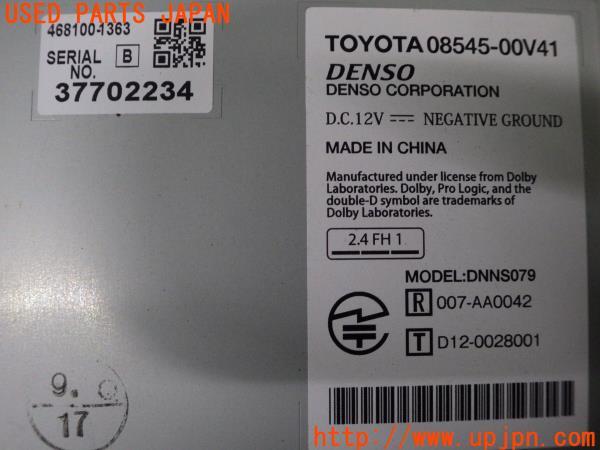 USED PARTS JAPAN
468100-1363
SERIAL NO. B
37702234
TOYOTA 08545-00V41
DENSO
DENSO CORPORATION
D.C.12V NEGATIVE GROUND
MADE IN CHINA
Manufactured under license from Dolby
Laboratories. Dolby, Pro Logic, and the
double-D symbol are trademarks of
Dolby Laboratories.
2.4 FH 1
MODEL:DNNS079
R 007-AA0042
T D12-0028001
9.
17
UPJ http://www.upjpn.com